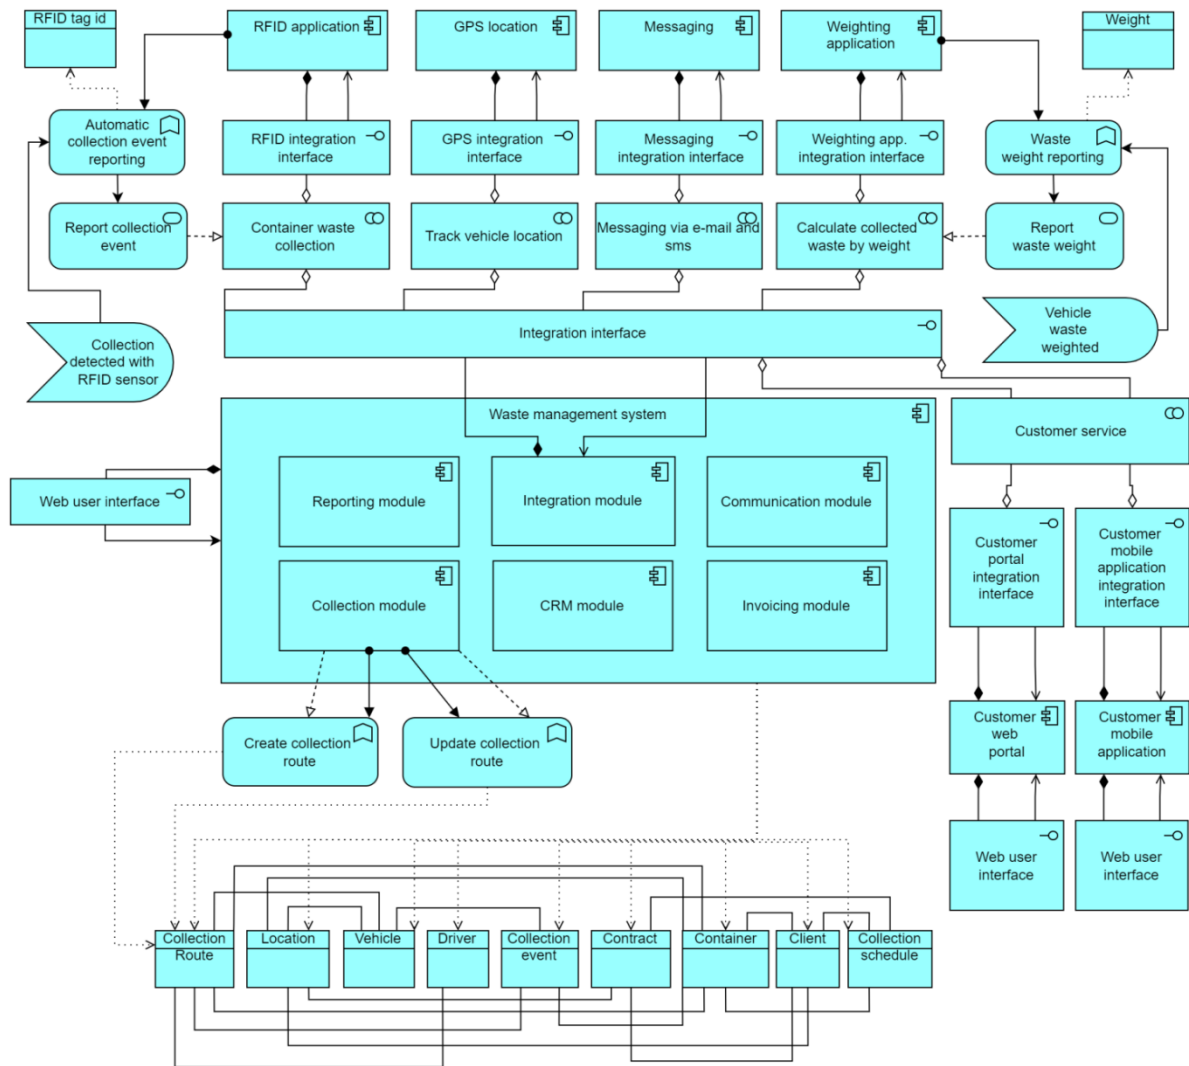 RFID tag id
RFID application
GPS location
Messaging
Weighting
application
Weight
Automatic
collection event
reporting
RFID integration
interface
GPS integration
interface
Messaging
integration interface
Weighting app.
integration interface
Waste
weight reporting
Report collection
event
Container waste
collection
Track vehicle location
Messaging via e-mail and
sms
Calculate collected
waste by weight
Report
waste weight
Collection
detected with
RFID sensor
Integration interface
Vehicle
waste
weighted
Waste management system
Customer service
Web user interface
Reporting module
Integration module
Communication module
Customer
portal
integration
interface
Customer
mobile
application
integration
interface
Collection module
CRM module
Invoicing module
Create collection
route
Update collection
route
Customer
web
portal
Customer
mobile
application
Web user
interface
Web user
interface
Collection
Route
Location
Vehicle
Driver
Collection
event
Contract
Container
Client
Collection
schedule